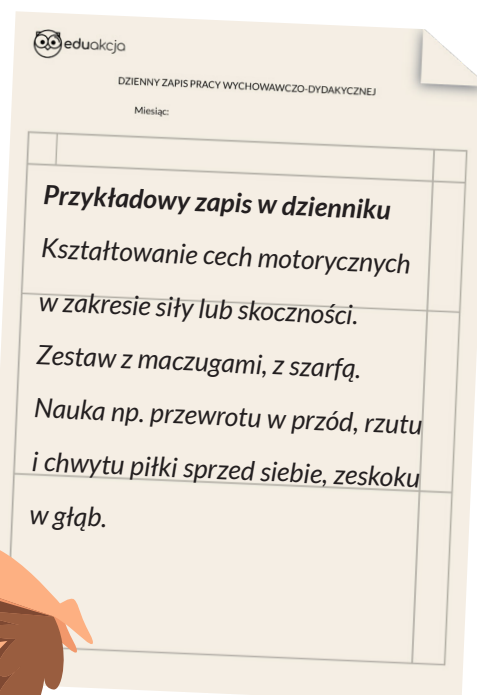 eduakcja
DZIENNY ZAPIS PRACY WYCHOWAWCZO-DYDAKYCZNEJ
Miesiąc:
Przykładowy zapis w dzienniku
Kształtowanie cech motorycznych
w zakresie siły lub skoczności.
Zestaw z maczugami, z szarfą.
Nauka np. przewrotu w przód, rzutu
i chwytu piłki sprzed siebie, zeskoku
w głąb.